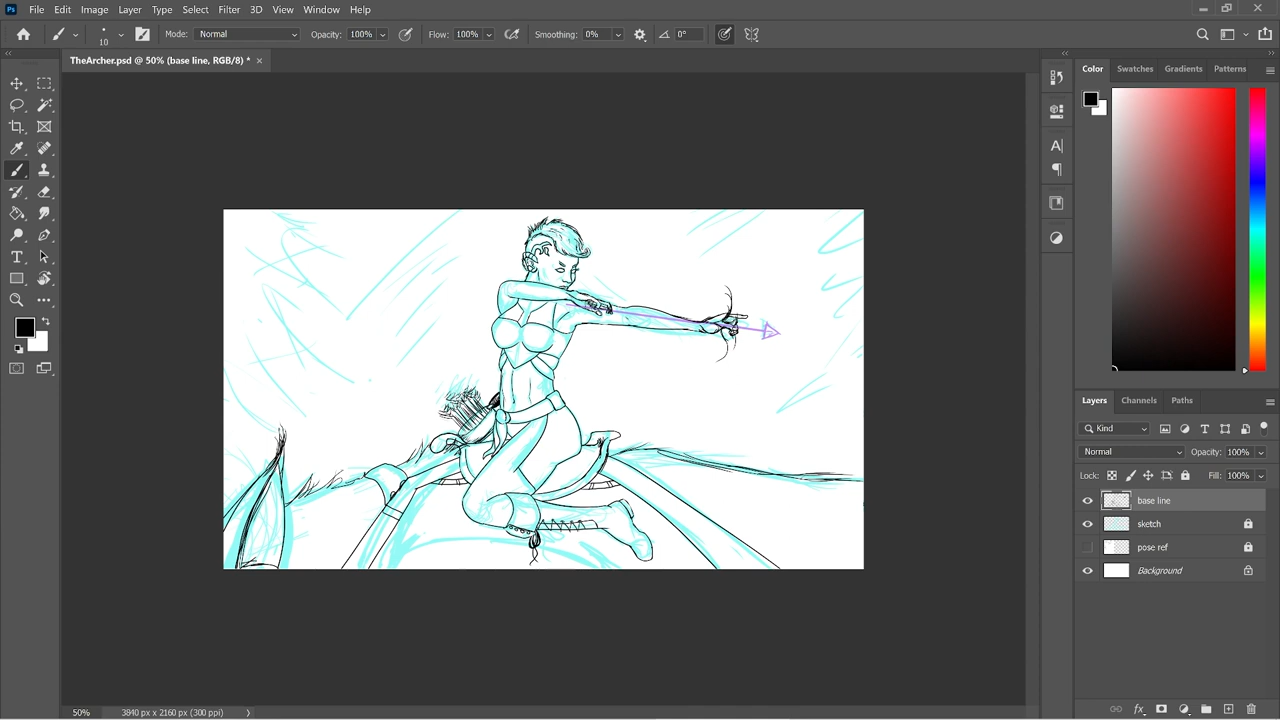 Ps File Edit Image Layer Type Select Filter 3D View Window Help
10 Mode: Normal Opacity: 100% Flow: 100% Smoothing: 0% 0°
TheArcher.psd @ 50% (base line, RGB/8) * ×
Color Swatches Gradients Patterns
Layers Channels Paths
Kind
Normal Opacity: 100%
Lock: Fill: 100%
base line
sketch
pose ref
Background
50% 3840 px x 2160 px (300 ppi)